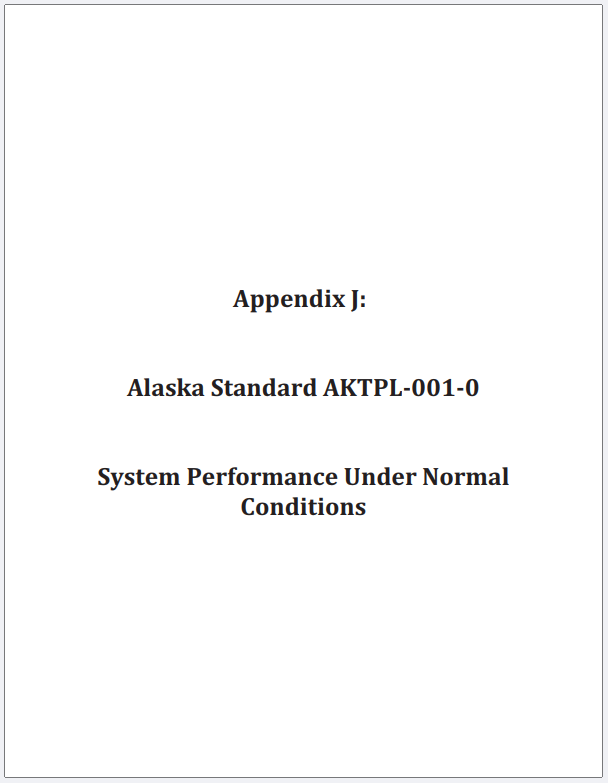 Appendix J:
Alaska Standard AKTPL-001-0
System Performance Under Normal
Conditions